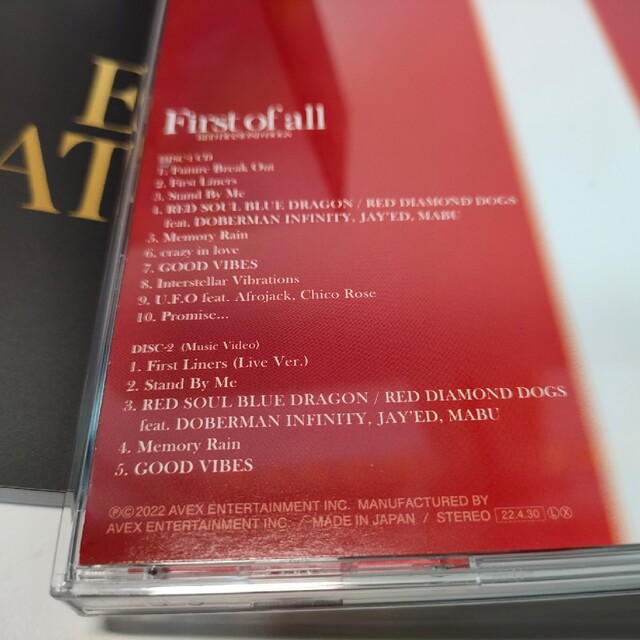 E
AT
First of all
DISC-1 CD
1. Future Break Out
2. First Liners
3. Stand By Me
4. RED SOUL BLUE DRAGON / RED DIAMOND DOGS
feat. DOBERMAN INFINITY, JAY'ED, MABU
5. Memory Rain
6. crazy in love
7. GOOD VIBES
8. Interstellar Vibrations
9. U.F.O feat. Afrojack, Chico Rose
10. Promise...
DISC-2 (Music Video)
1. First Liners (Live Ver.)
2. Stand By Me
3. RED SOUL BLUE DRAGON / RED DIAMOND DOGS
feat. DOBERMAN INFINITY, JAY'ED, MABU
4. Memory Rain
5. GOOD VIBES
Ⓟ©2022 AVEX ENTERTAINMENT INC. MANUFACTURED BY
AVEX ENTERTAINMENT INC. / MADE IN JAPAN / STEREO 22.4.30 Ⓛ Ⓧ